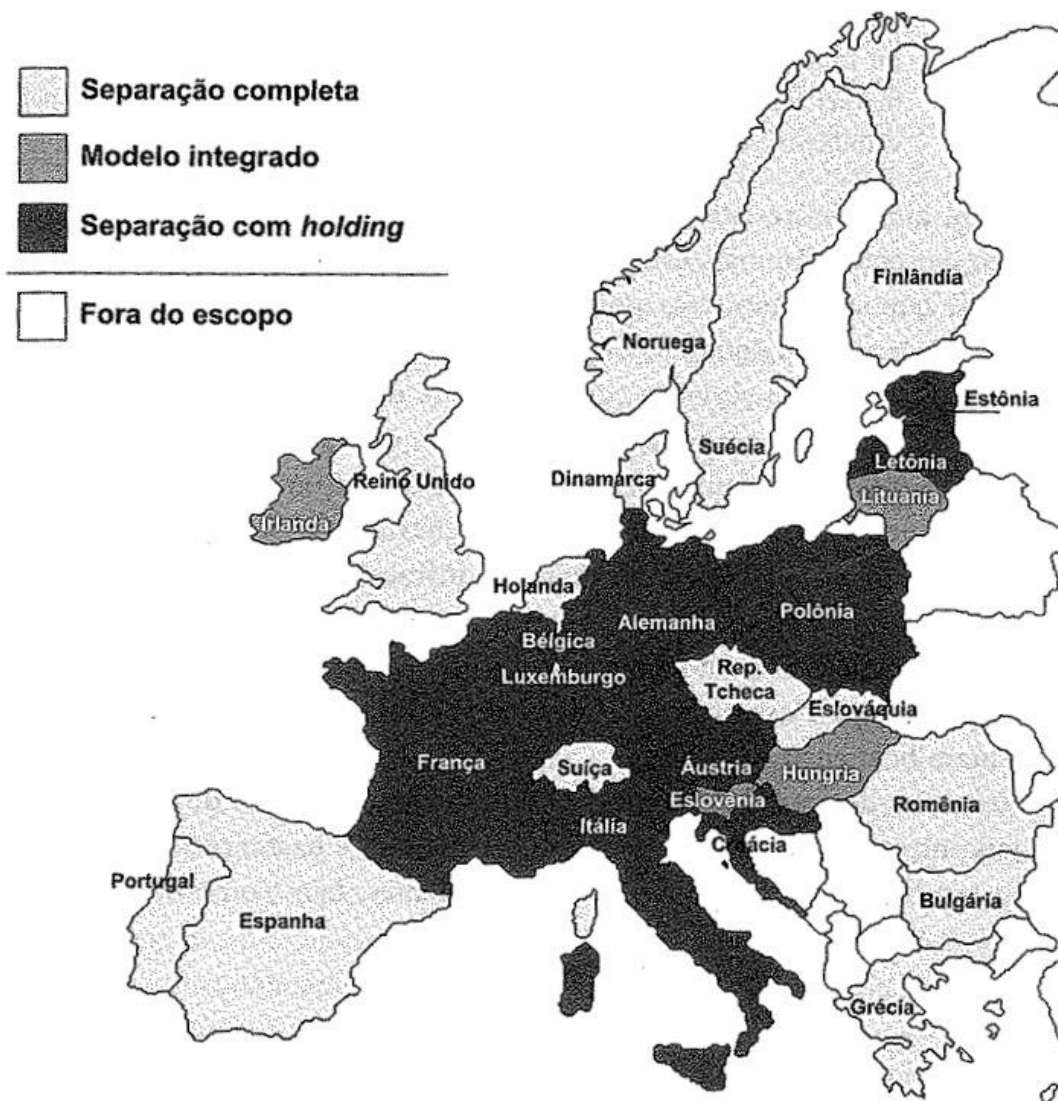 Separação completa
Modelo integrado
Separação com holding
Fora do escopo
Finlândia
Noruega
Estônia
Suécia
Letônia
Reino Unido
Dinamarca
Lituânia
Irlanda
Holanda
Polônia
Alemanha
Bélgica
Rep.
Tcheca
Luxemburgo
Eslováquia
França
Suíça
Áustria
Hungria
Eslovênia
Romênia
Itália
Croácia
Portugal
Bulgária
Espanha
Grécia